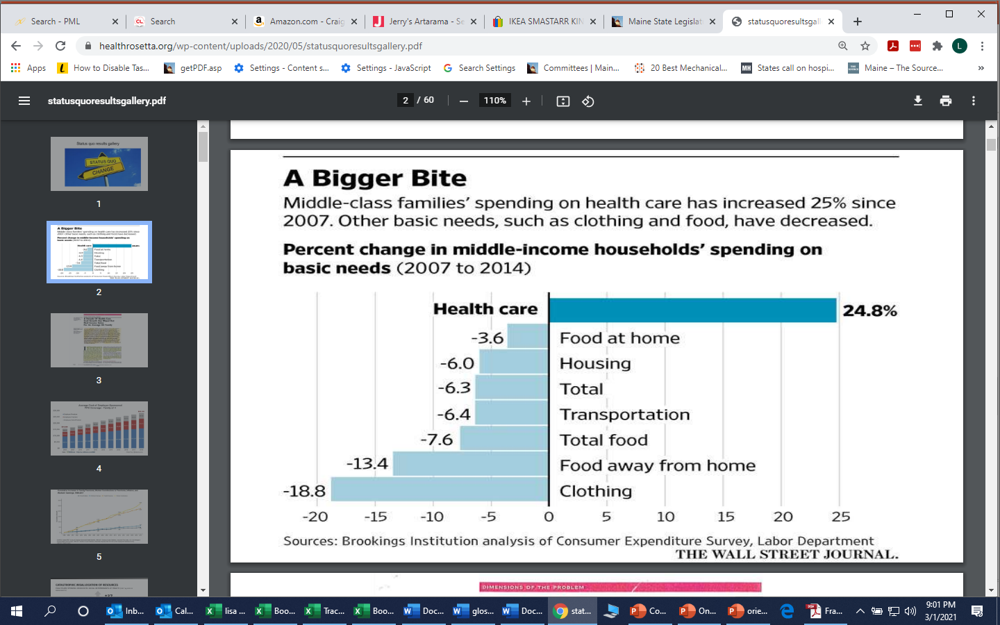 Search - PML
Search
Amazon.com - Craig
Jerry's Artarama - Se
IKEA SMASTARR KIN
Maine State Legislat
statusquoresultsgall
healthrosetta.org/wp-content/uploads/2020/05/statusquoresultsgallery.pdf
L
Apps
How to Disable Tas...
getPDF.asp
Settings - Content s...
Settings - JavaScript
Search Settings
Committees | Main...
20 Best Mechanical...
MH
States call on hospi...
Maine – The Source...
»
statusquoresultsgallery.pdf
2 / 60
110%
Status quo results gallery
STATUS QUO
CHANGE
1
2
3
4
5
A Bigger Bite
Middle-class families' spending on health care has increased 25% since
2007. Other basic needs, such as clothing and food, have decreased.
Percent change in middle-income households' spending on
basic needs (2007 to 2014)
Health care 24.8%
-3.6 Food at home
-6.0 Housing
-6.3 Total
-6.4 Transportation
-7.6 Total food
-13.4 Food away from home
-18.8 Clothing
-20 -15 -10 -5 0 5 10 15 20 25
Sources: Brookings Institution analysis of Consumer Expenditure Survey, Labor Department
THE WALL STREET JOURNAL.
DIMENSIONS OF THE PROBLEM
Inb...
Cal...
lisa ...
Boo...
Trac...
Boo...
Doc...
glos...
Doc...
stat...
Co...
On...
orie...
Fra...
9:01 PM
3/1/2021